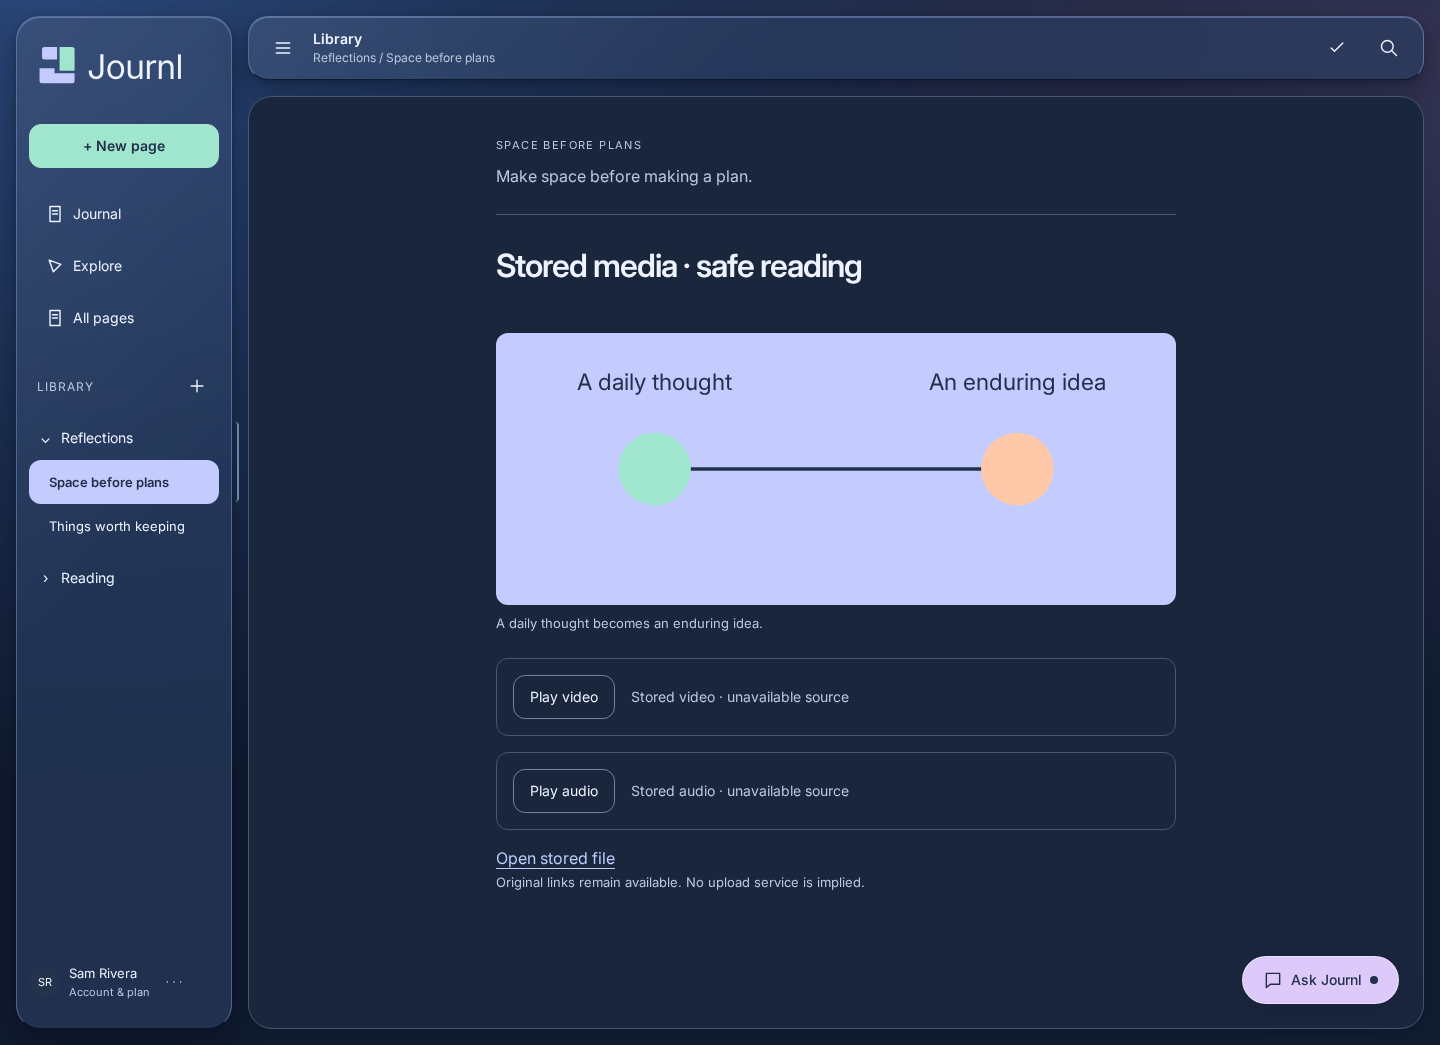 Journl
+ New page
Journal
Explore
All pages
LIBRARY
Reflections
Space before plans
Things worth keeping
Reading
SR
Sam Rivera
Account & plan
...
Library
Reflections / Space before plans
SPACE BEFORE PLANS
Make space before making a plan.
Stored media · safe reading
A daily thought
An enduring idea
A daily thought becomes an enduring idea.
Play video
Stored video · unavailable source
Play audio
Stored audio · unavailable source
Open stored file
Original links remain available. No upload service is implied.
Ask Journl